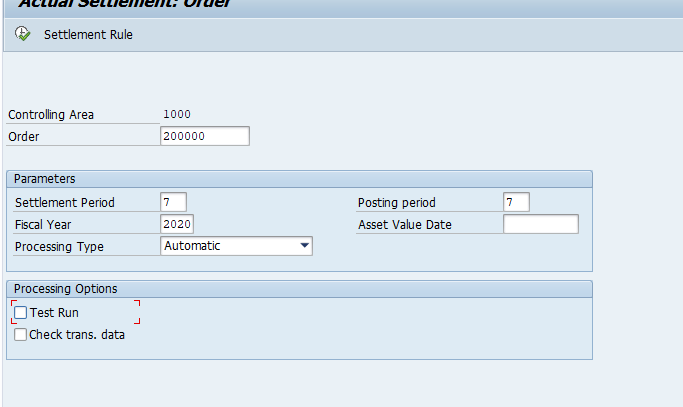 Actual Settlement: Order
Settlement Rule
Controlling Area 1000
Order 200000
Parameters
Settlement Period 7 Posting period 7
Fiscal Year 2020 Asset Value Date
Processing Type Automatic
Processing Options
Test Run
Check trans. data